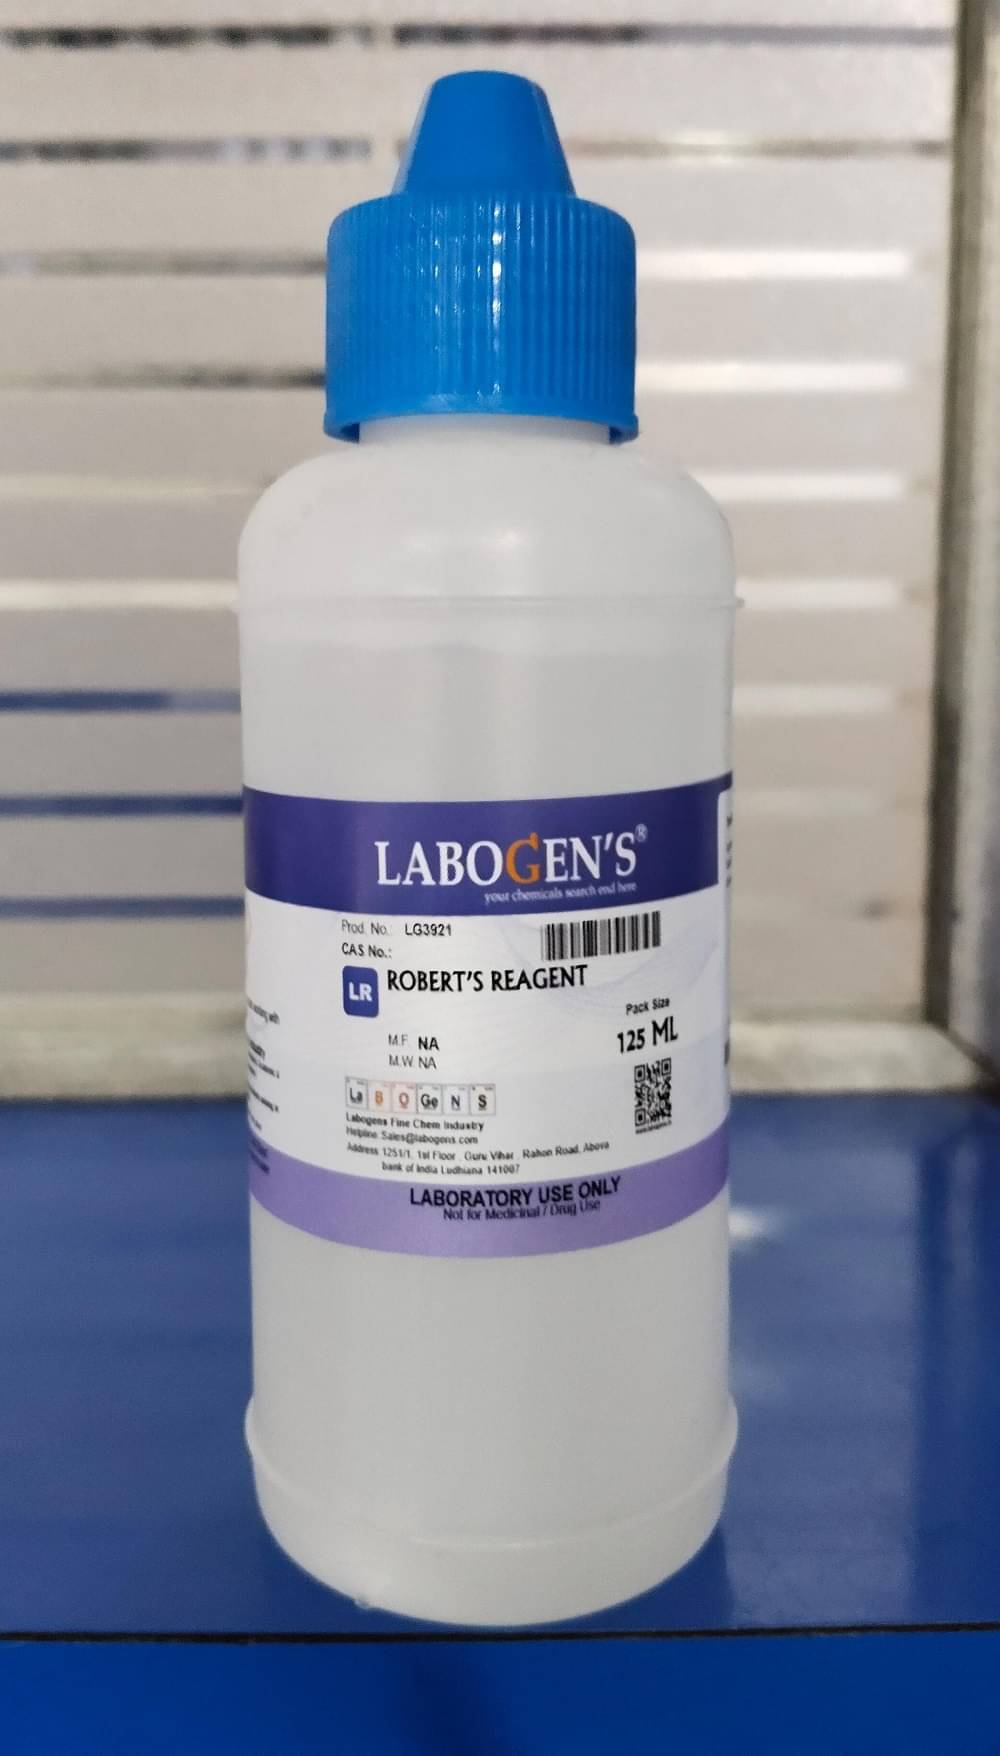 LABOGEN'S®
your chemicals search end here
Prod. No. LG3921
CAS No.:
LR ROBERT'S REAGENT
Pack Size
125 ML
M.F. NA
M.W. NA
La B O Ge N S
Labogens Fine Chem Industry
Helpline: Sales@labogens.com
Address 1251/1, 1st Floor , Guru Vihar , Rahon Road, Above
bank of India Ludhiana 141007
LABORATORY USE ONLY
Not for Medicinal / Drug Use